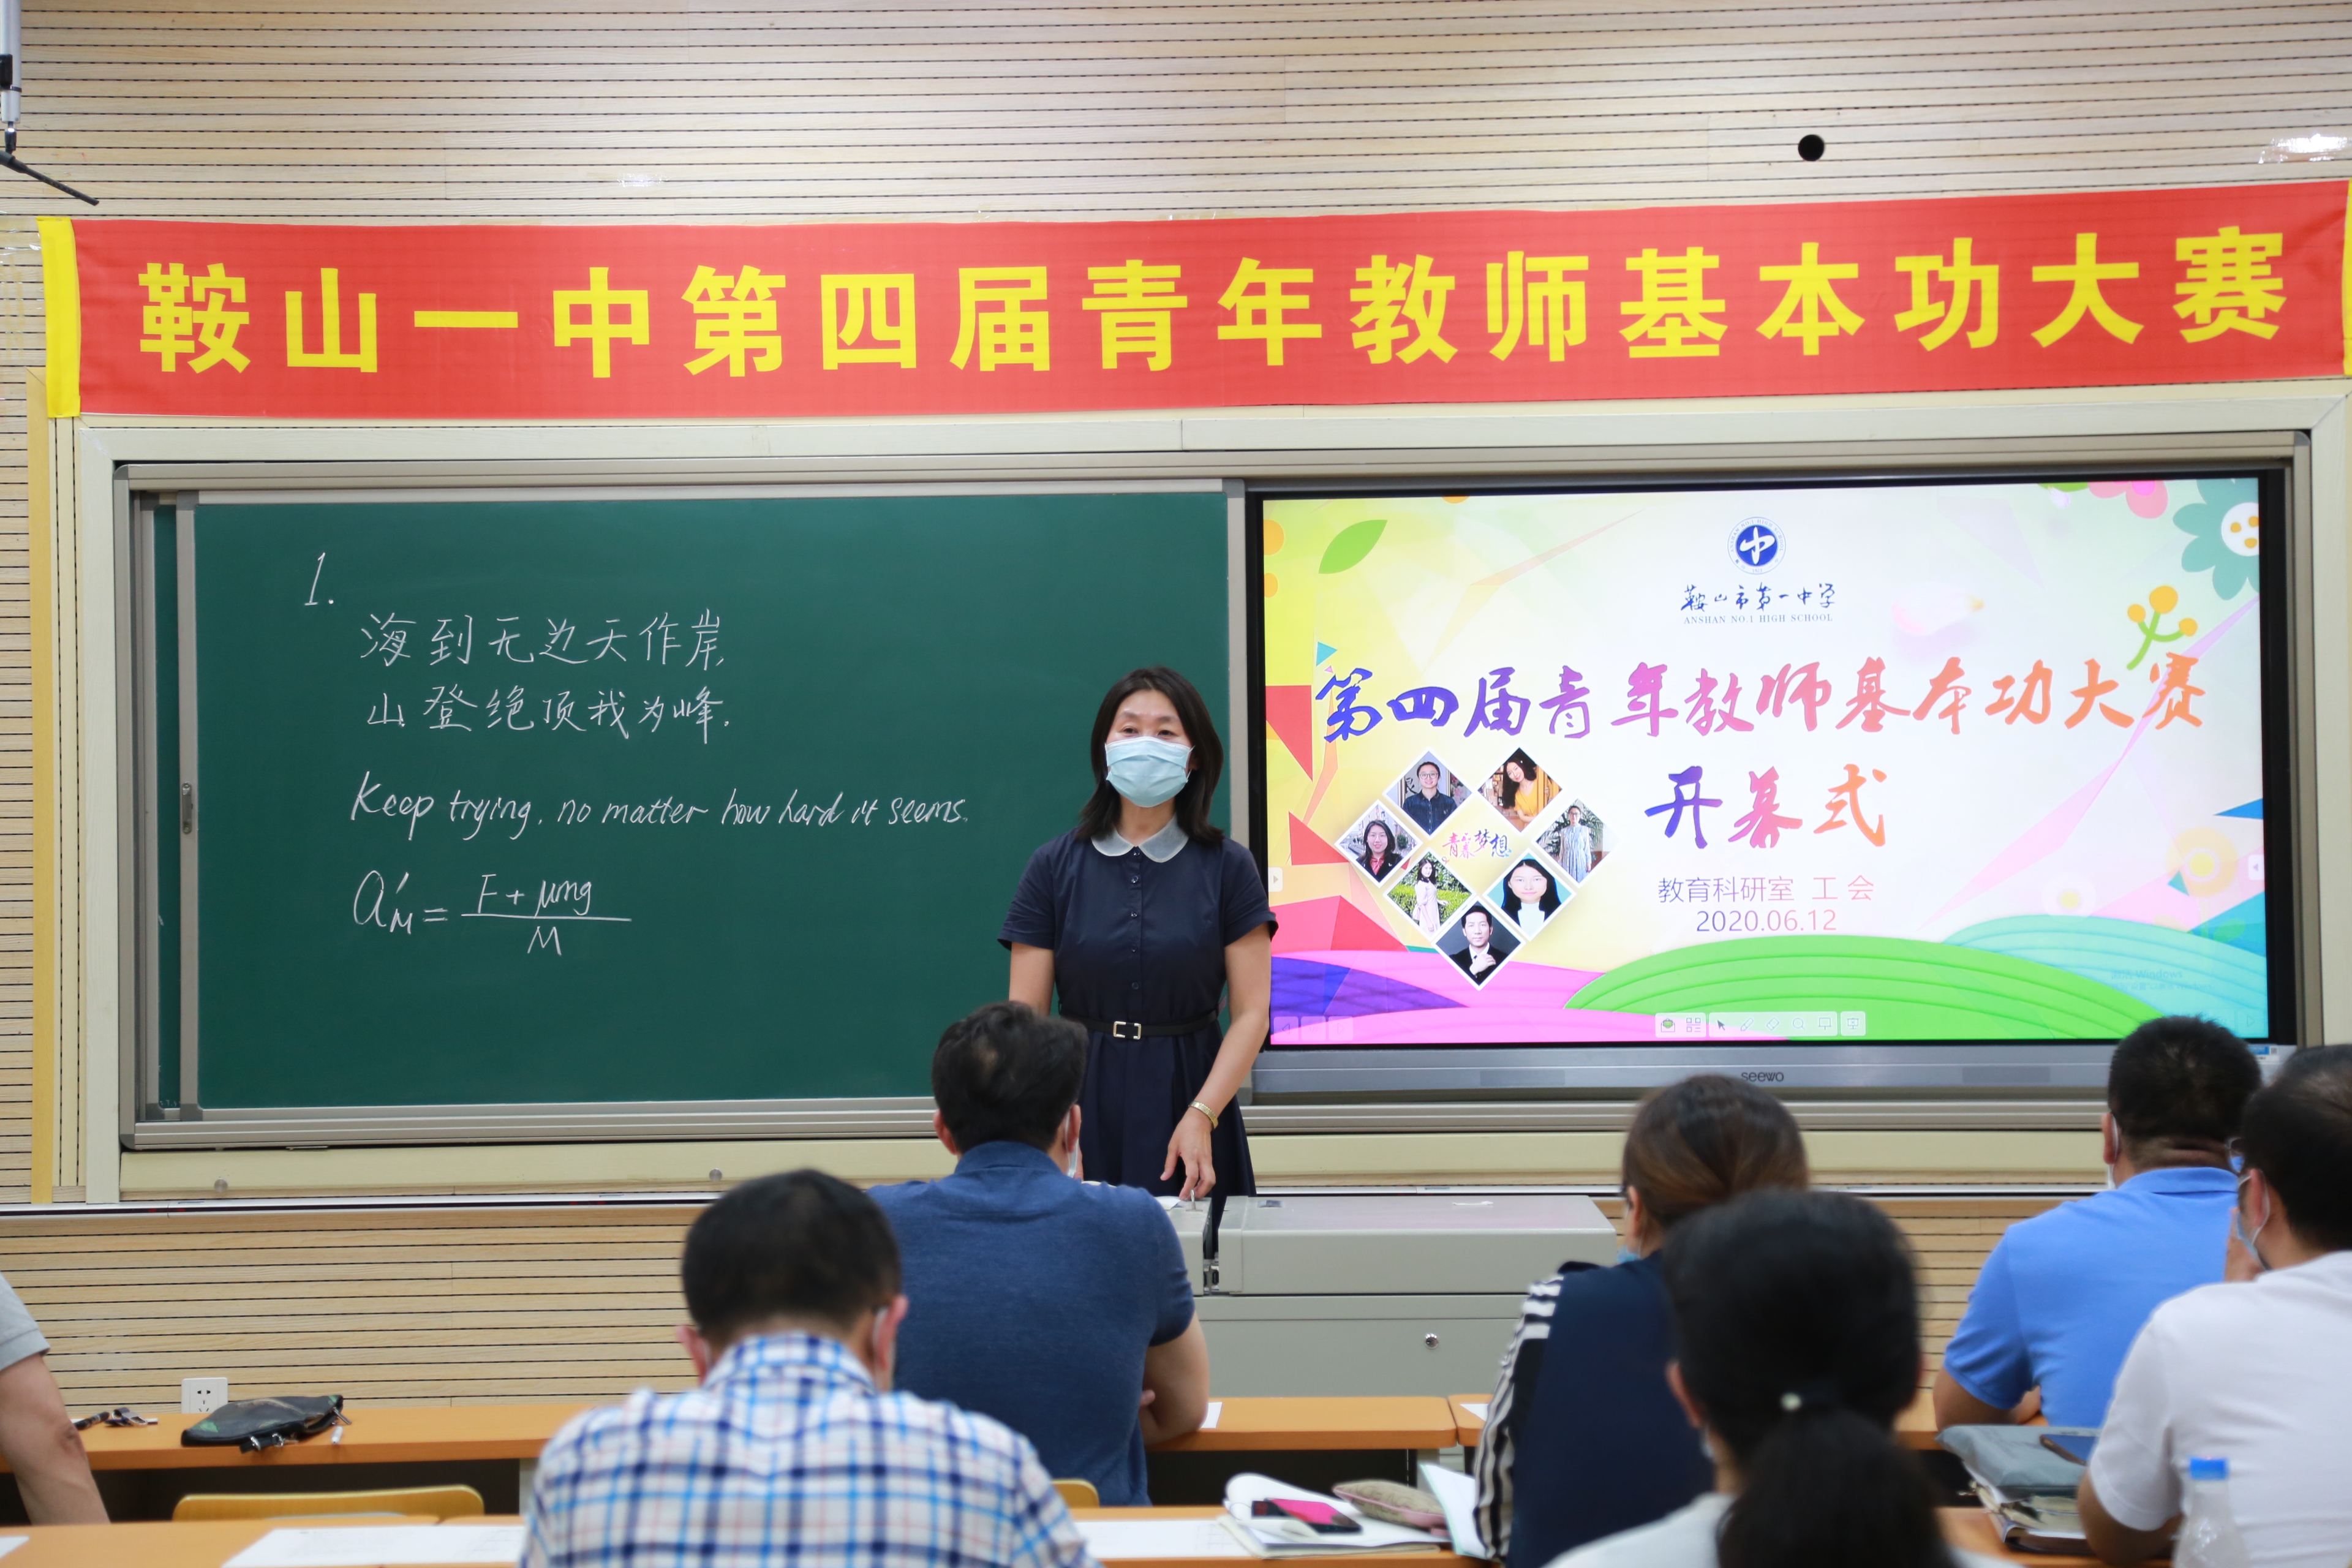 鞍山一中第四届青年教师基本功大赛
1.
海到无边天作岸,
山登绝顶我为峰.
Keep trying, no matter how hard it seems.
a′M = F + μmg / M
中
鞍山市第一中学
ANSHAN NO.1 HIGH SCHOOL
第四届青年教师基本功大赛
开幕式
青春梦想
教育科研室 工会
2020.06.12
seewo